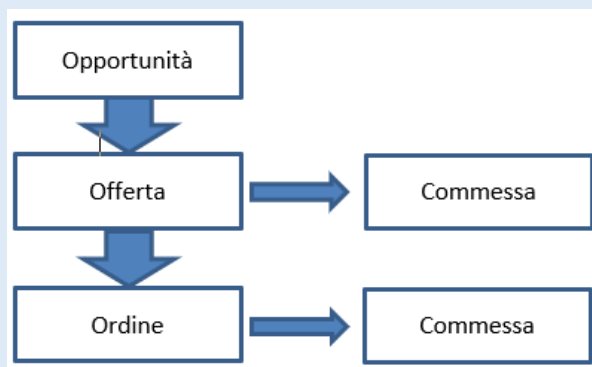 Opportunità
Offerta
Commessa
Ordine
Commessa